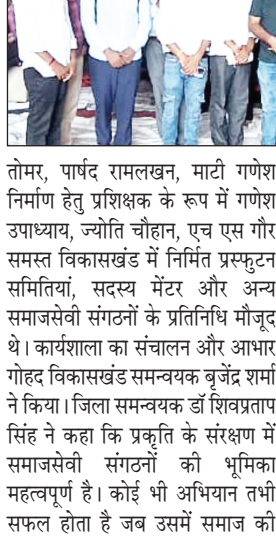 तोमर, पार्षद रामलखन, माटी गणेश
निर्माण हेतु प्रशिक्षक के रूप में गणेश
उपाध्याय, ज्योति चौहान, एच एस गौर
समस्त विकासखंड में निर्मित प्रस्फुटन
समितियां, सदस्य मेंटर और अन्य
समाजसेवी संगठनों के प्रतिनिधि मौजूद
थे। कार्यशाला का संचालन और आभार
गोहद विकासखंड समन्वयक बृजेंद्र शर्मा
ने किया। जिला समन्वयक डॉ शिवप्रताप
सिंह ने कहा कि प्रकृति के संरक्षण में
समाजसेवी संगठनों की भूमिका
महत्वपूर्ण है। कोई भी अभियान तभी
सफल होता है जब उसमें समाज की